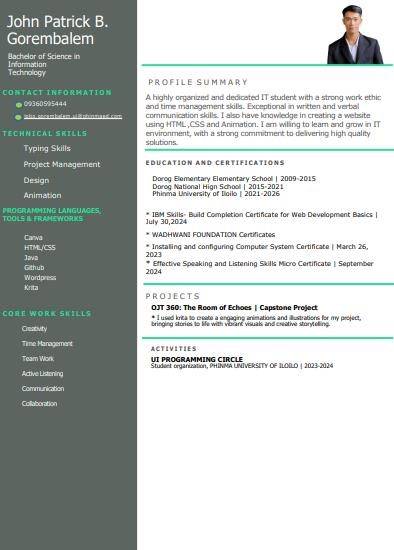 John Patrick B.
Gorembalem
Bachelor of Science in
Information
Technology
CONTACT INFORMATION
09360595444
TECHNICAL SKILLS
Typing Skills
Project Management
Design
Animation
PROGRAMMING LANGUAGES,
TOOLS & FRAMEWORKS
Canva
HTML/CSS
Java
Github
Wordpress
Krita
CORE WORK SKILLS
Creativity
Time Management
Team Work
Active Listening
Communication
Collaboration
PROFILE SUMMARY
A highly organized and dedicated IT student with a strong work ethic
and time management skills. Exceptional in written and verbal
communication skills. I also have knowledge in creating a website
using HTML ,CSS and Animation. I am willing to learn and grow in IT
environment, with a strong commitment to delivering high quality
solutions.
EDUCATION AND CERTIFICATIONS
Dorog Elementary Elementary School | 2009-2015
Dorog National Hgh School | 2015-2021
Phinma University of Iloilo | 2021-2026
* IBM Skills- Build Completion Certificate for Web Development Basics |
July 30,2024
* WADHWANI FOUNDATION Certificates
* Installing and configuring Computer System Certificate | March 26,
2023
* Effective Speaking and Listening Skills Micro Certificate | September
2024
PROJECTS
OJT 360: The Room of Echoes | Capstone Project
* I used krita to create a engaging animations and illustrations for my project,
bringing stories to life with vibrant visuals and creative storytelling.
ACTIVITIES
UI PROGRAMMING CIRCLE
Student organization, PHINMA UNIVERSITY OF ILOILO | 2023-2024